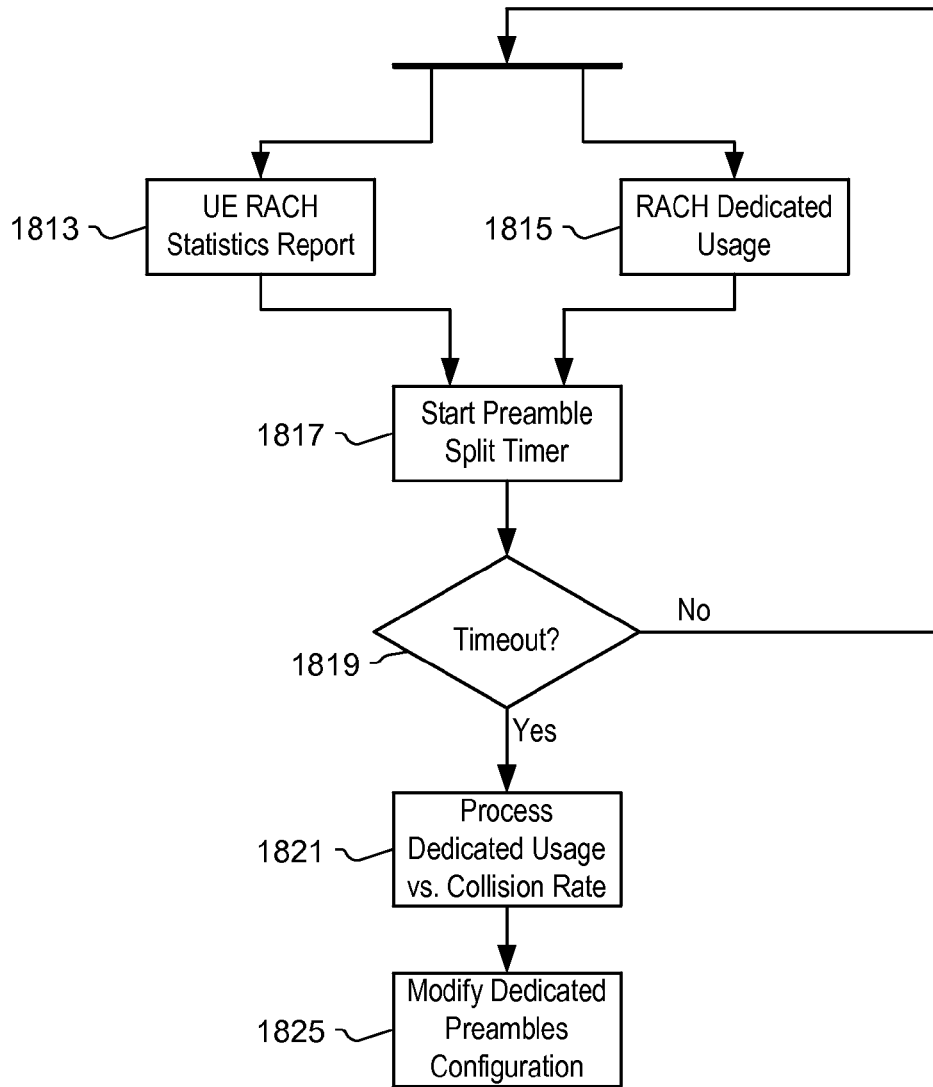 1813
UE RACH
Statistics Report
1815
RACH Dedicated
Usage
1817
Start Preamble
Split Timer
1819
Timeout?
No
Yes
1821
Process
Dedicated Usage
vs. Collision Rate
1825
Modify Dedicated
Preambles
Configuration